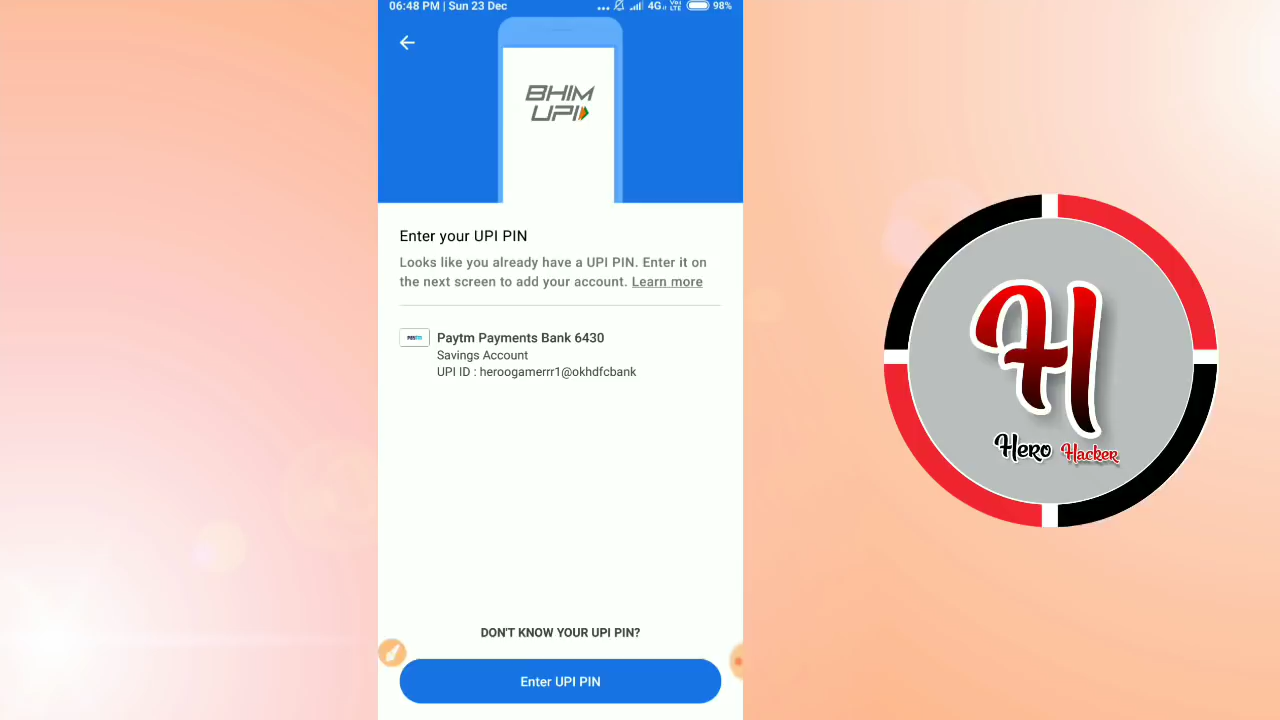 06:48 PM | Sun 23 Dec
4G
VoLTE
98%
BHIM
UPI
Enter your UPI PIN
Looks like you already have a UPI PIN. Enter it on
the next screen to add your account. Learn more
paytm
Paytm Payments Bank 6430
Savings Account
UPI ID : heroogamerrr1@okhdfcbank
DON'T KNOW YOUR UPI PIN?
Enter UPI PIN
H
Hero Hacker